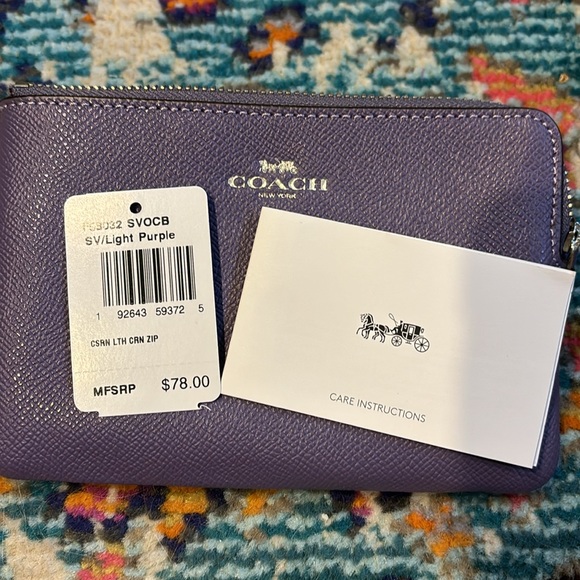 COACH
NEW YORK
SVOCB
SV/Light Purple
1 92643 59372 5
CSRN LTH CRN ZIP
MFSRP $78.00
CARE INSTRUCTIONS